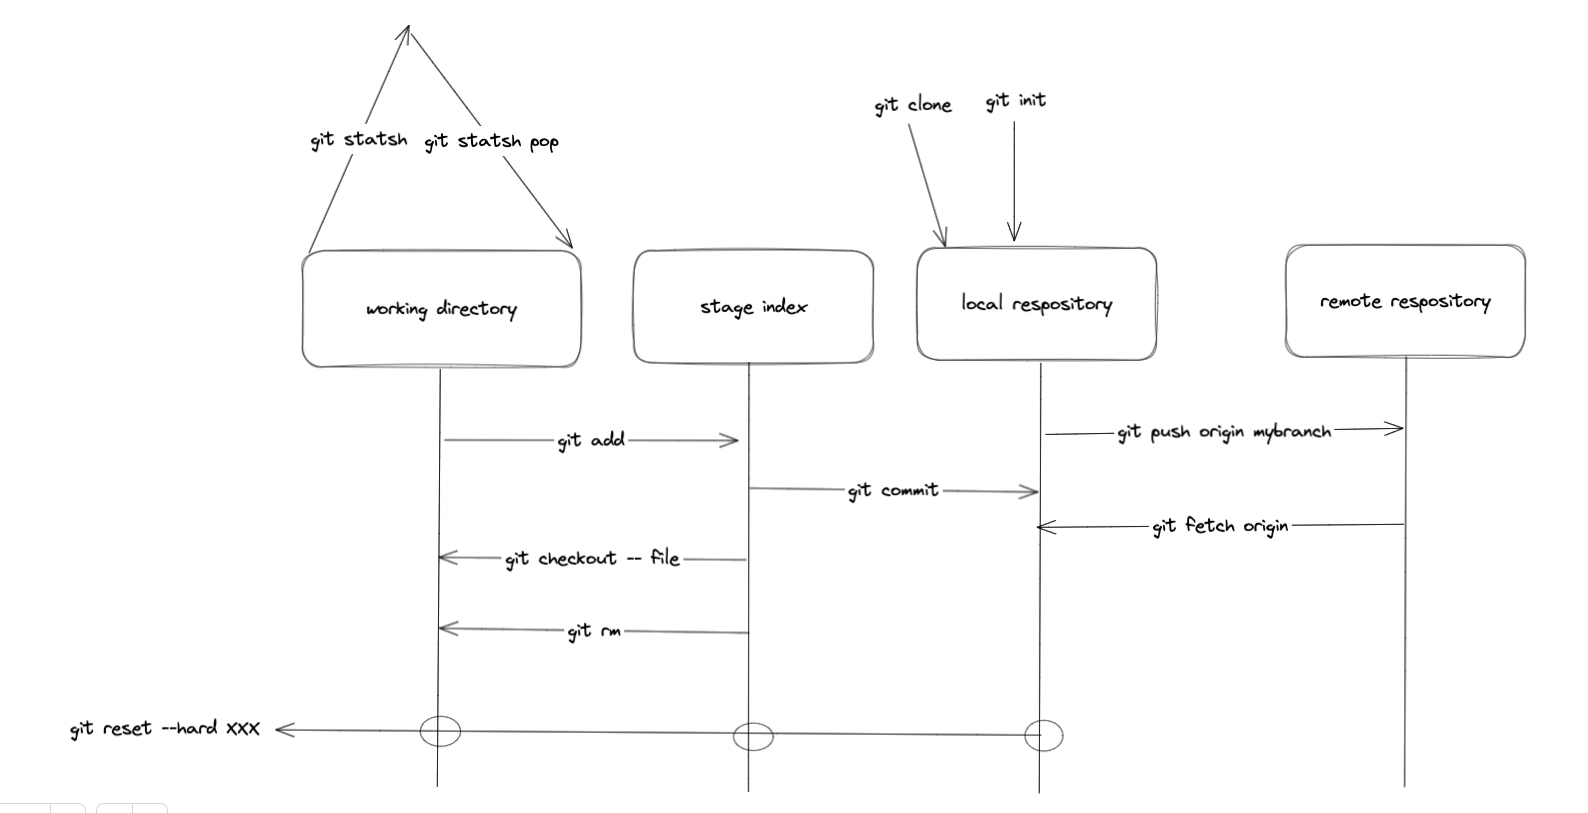 git clone
git init
git statsh
git statsh pop
working directory
stage index
local respository
remote respository
git add
git push origin mybranch
git commit
git fetch origin
git checkout -- file
git rm
git reset --hard XXX